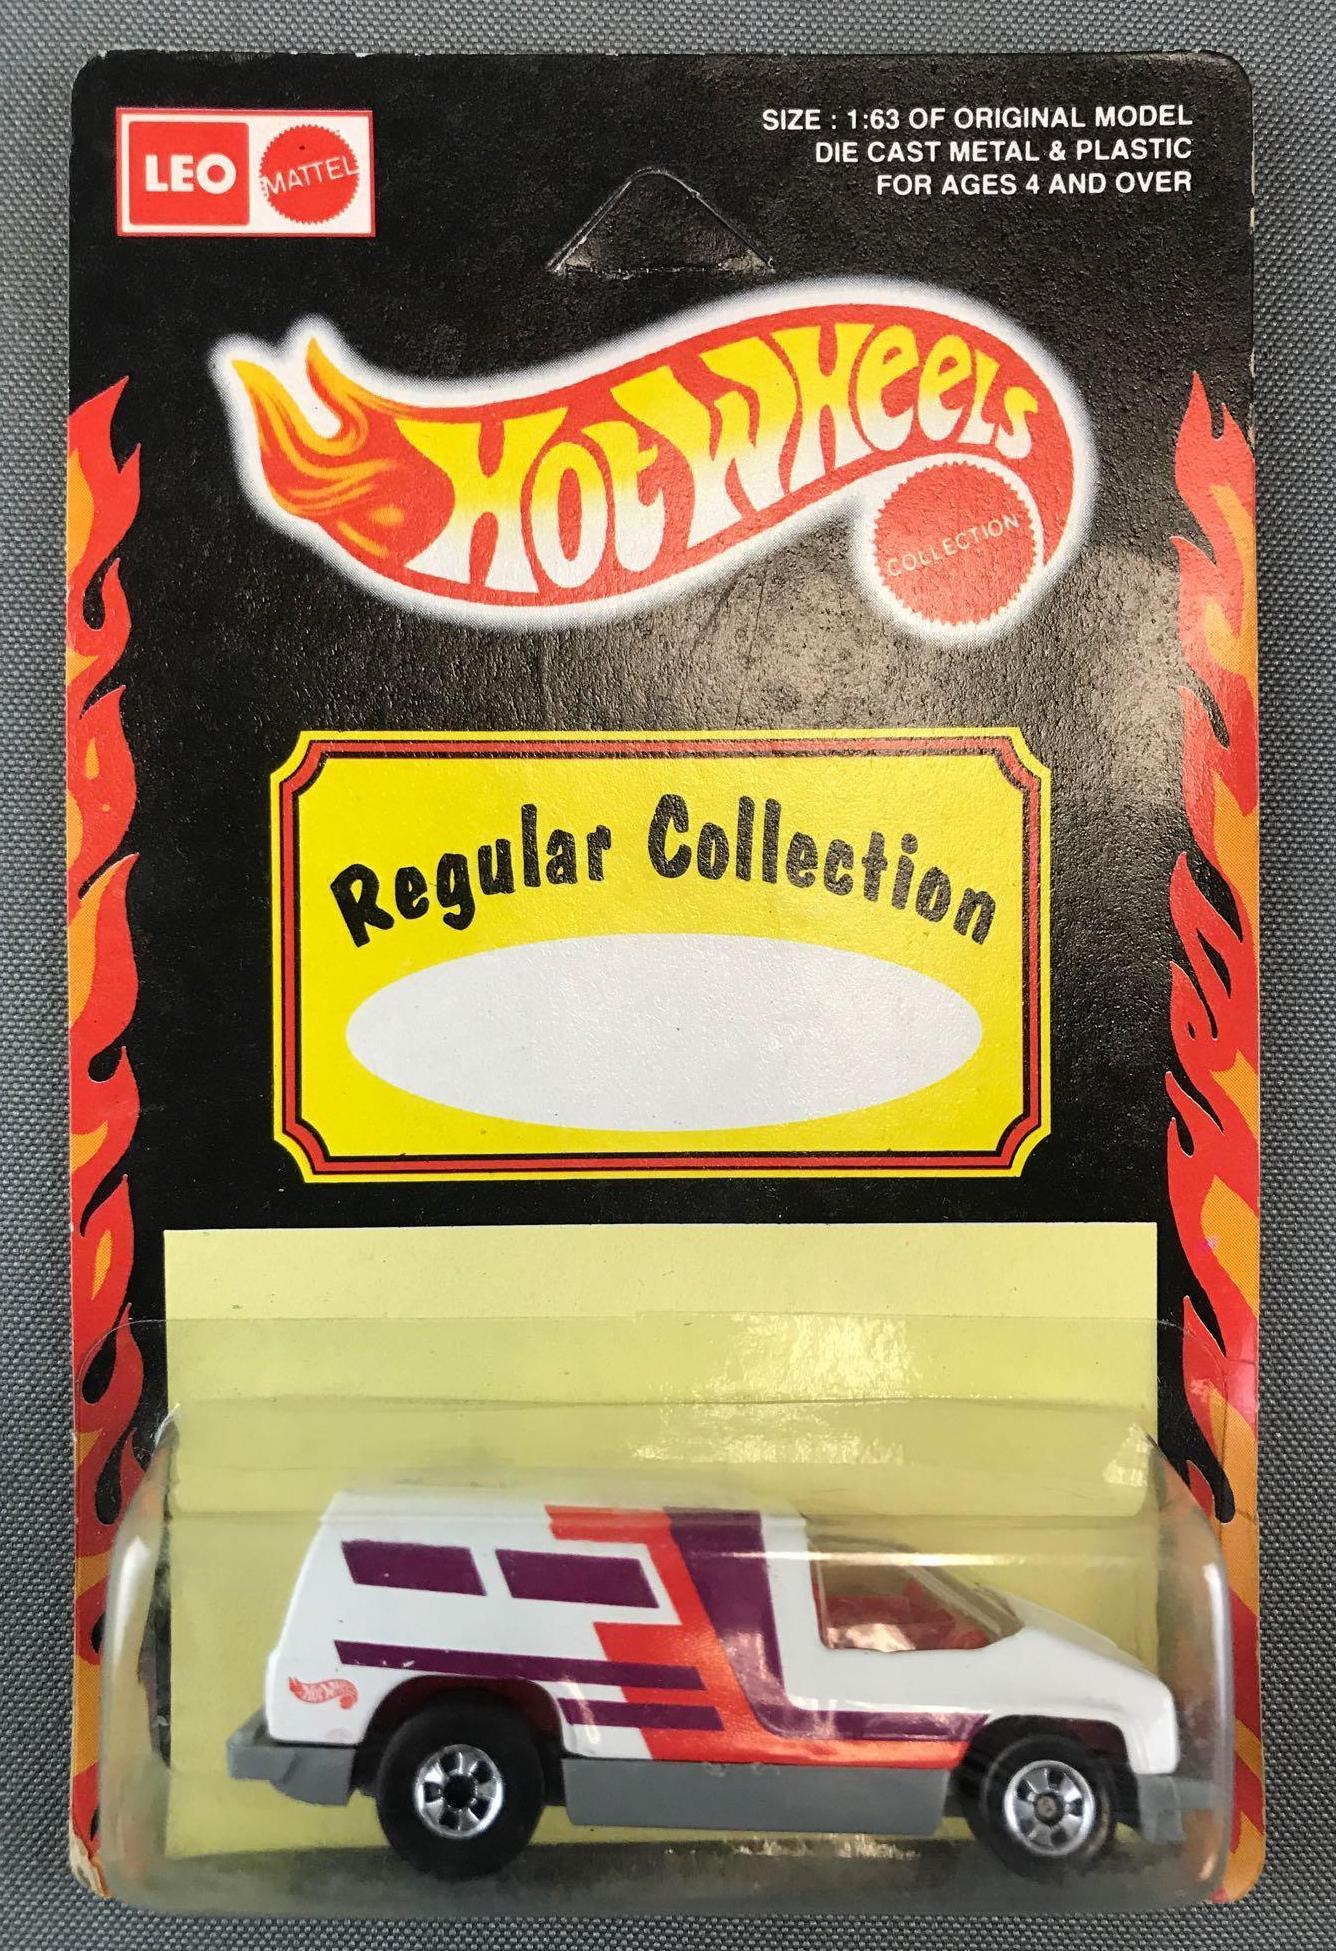 LEO
MATTEL
SIZE : 1:63 OF ORIGINAL MODEL
DIE CAST METAL & PLASTIC
FOR AGES 4 AND OVER
HOT WHEELS
COLLECTION
Regular Collection
HOT WHEELS